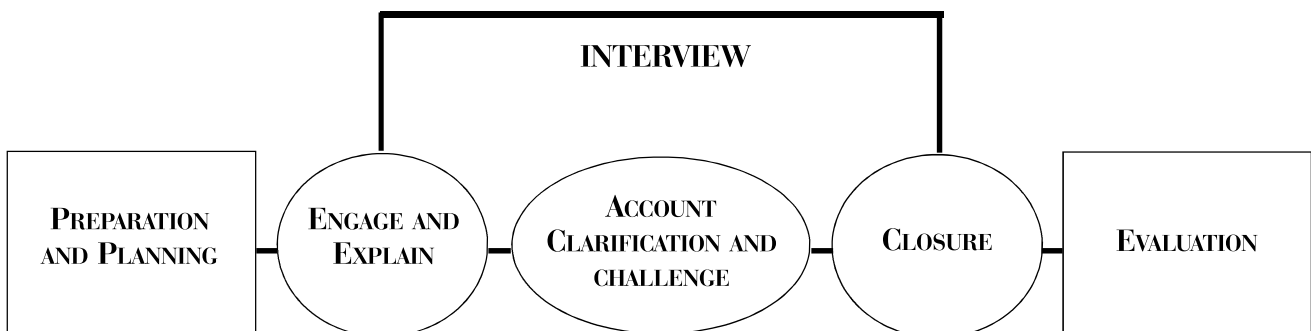 INTERVIEW
PREPARATION
AND PLANNING
ENGAGE AND
EXPLAIN
ACCOUNT
CLARIFICATION AND
CHALLENGE
CLOSURE
EVALUATION